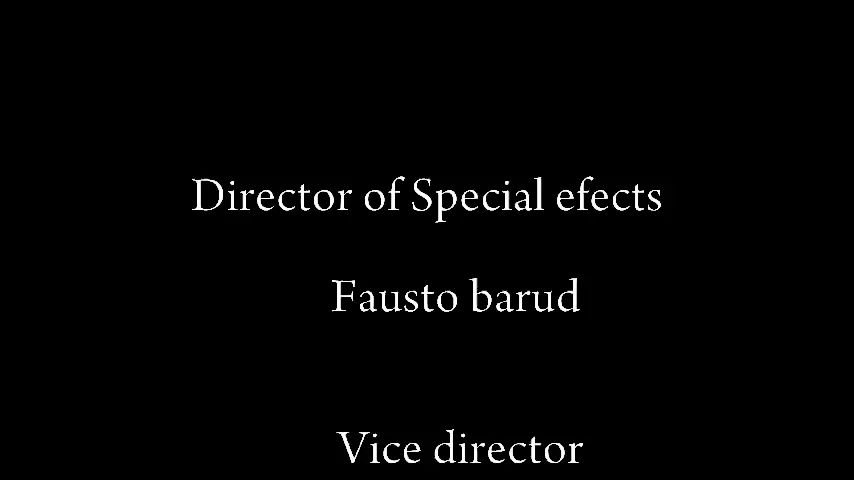 Director of Special efects
Fausto barud
Vice director